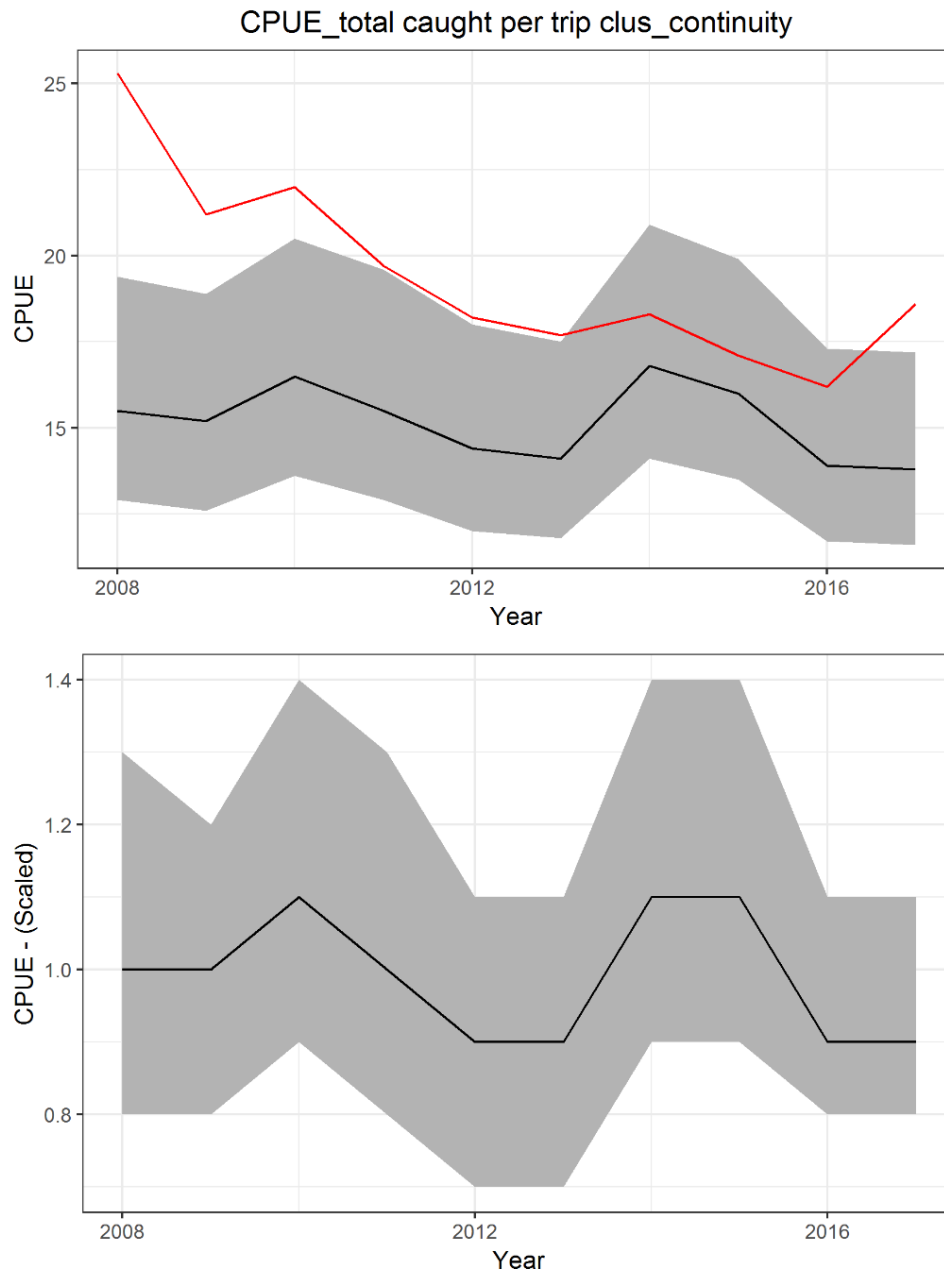 CPUE_total caught per trip clus_continuity
25
20
15
CPUE
2008
2012
2016
Year
1.4
1.2
1.0
0.8
CPUE - (Scaled)
2008
2012
2016
Year